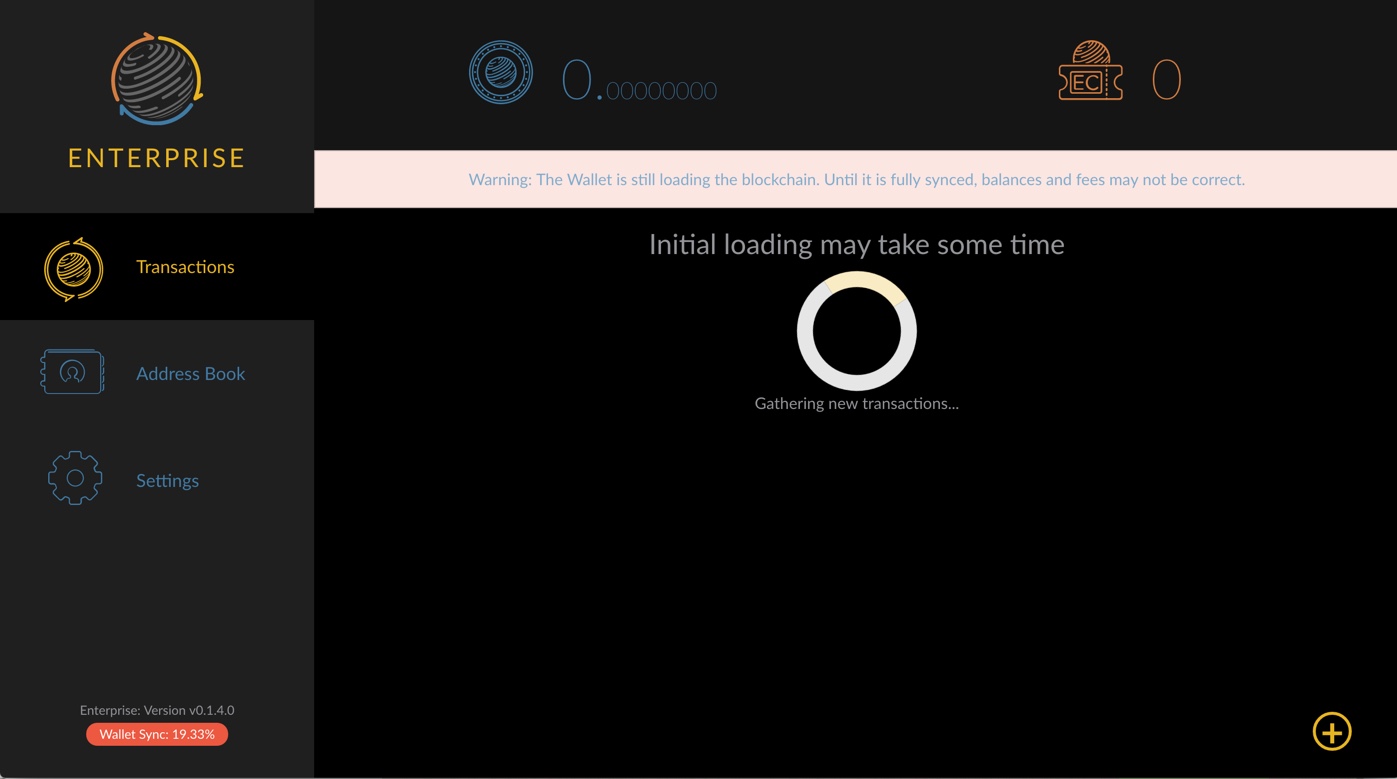 ENTERPRISE
0.00000000
EC
0
Warning: The Wallet is still loading the blockchain. Until it is fully synced, balances and fees may not be correct.
Transactions
Address Book
Settings
Initial loading may take some time
Gathering new transactions...
Enterprise: Version v0.1.4.0
Wallet Sync: 19.33%